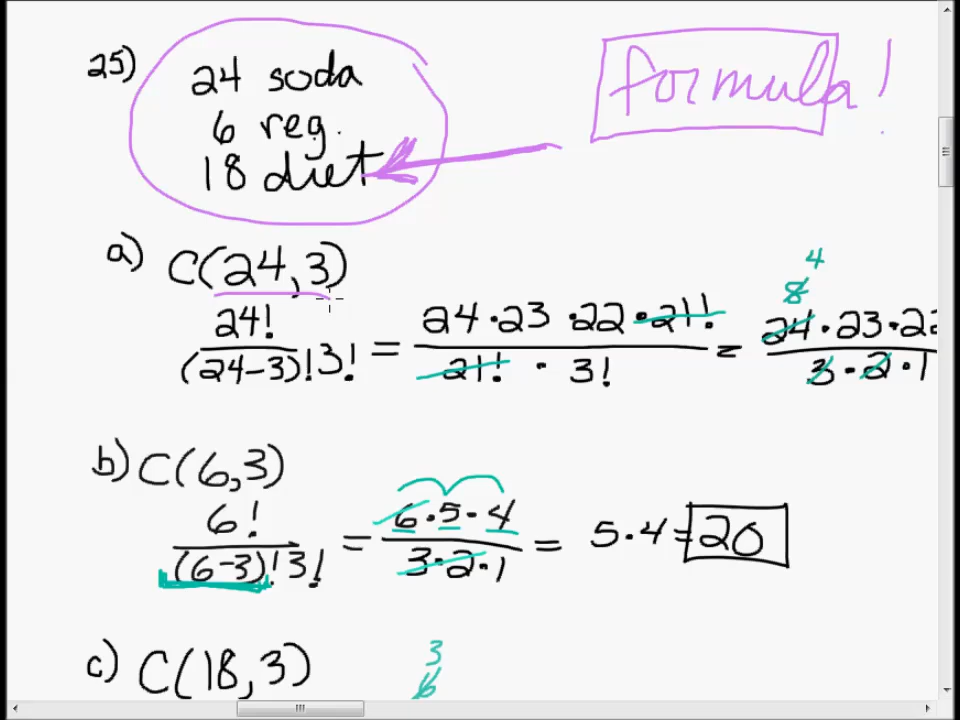 25) 24 soda
6 reg.
18 diet
formula!
a) C(24,3)
24! / (24-3)!3! = 24·23·22·21! / 21!·3! = 24·23·22 / 3·2·1
4
8
b) C(6,3)
6! / (6-3)!3! = 6·5·4 / 3·2·1 = 5·4=20
c) C(18,3)
3
6